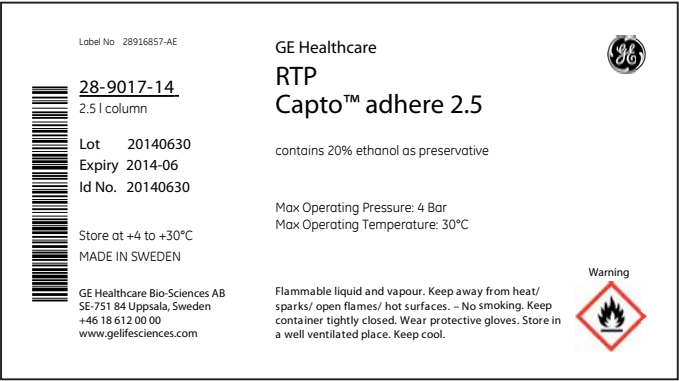 Label No 28916857-AE
28-9017-14
2.5 l column
Lot 20140630
Expiry 2014-06
Id No. 20140630
Store at +4 to +30°C
MADE IN SWEDEN
GE Healthcare Bio-Sciences AB
SE-751 84 Uppsala, Sweden
+46 18 612 00 00
www.gelifesciences.com
GE Healthcare
RTP
Capto™ adhere 2.5
contains 20% ethanol as preservative
Max Operating Pressure: 4 Bar
Max Operating Temperature: 30°C
Flammable liquid and vapour. Keep away from heat/
sparks/ open flames/ hot surfaces. – No smoking. Keep
container tightly closed. Wear protective gloves. Store in
a well ventilated place. Keep cool.
GE
Warning